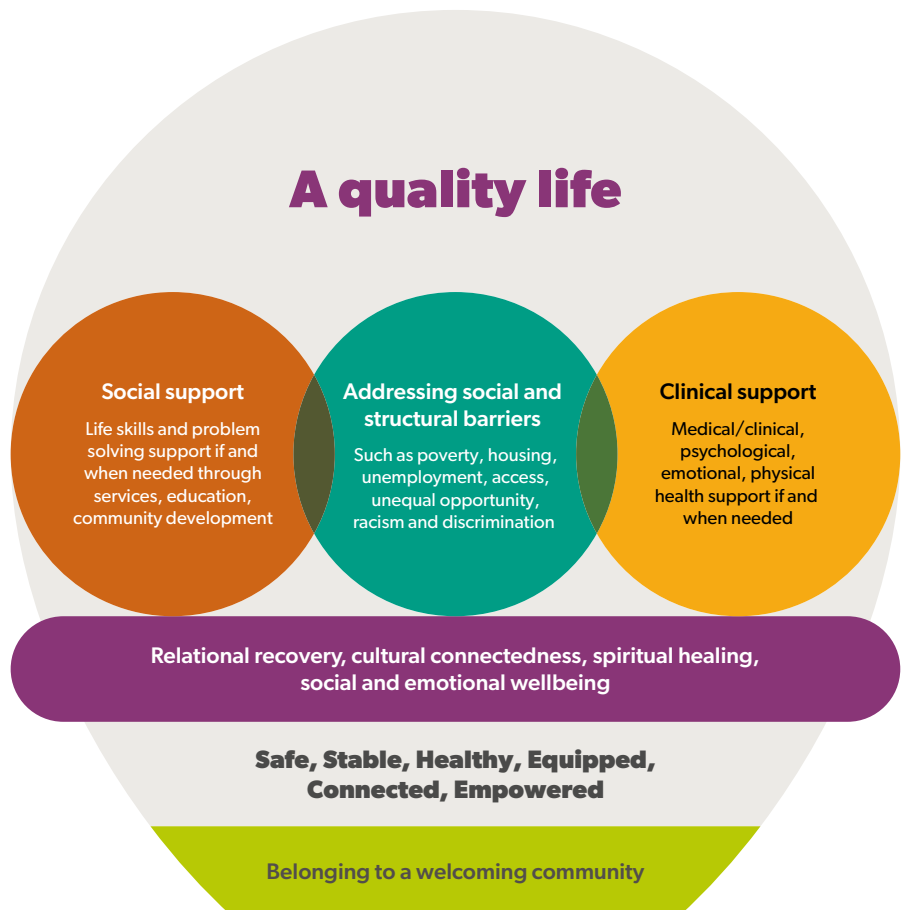 A quality life
Social support
Life skills and problem
solving support if and
when needed through
services, education,
community development
Addressing social and
structural barriers
Such as poverty, housing,
unemployment, access,
unequal opportunity,
racism and discrimination
Clinical support
Medical/clinical,
psychological,
emotional, physical
health support if and
when needed
Relational recovery, cultural connectedness, spiritual healing,
social and emotional wellbeing
Safe, Stable, Healthy, Equipped,
Connected, Empowered
Belonging to a welcoming community